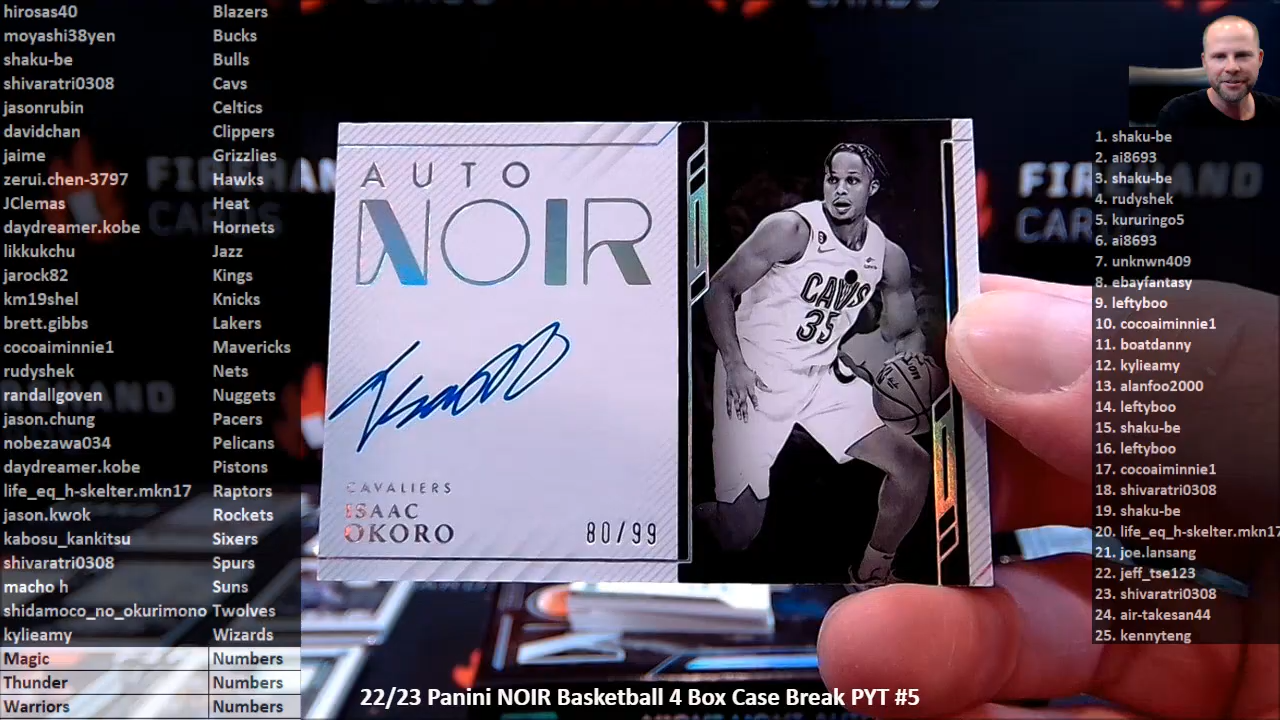 hirosas40 Blazers
moyashi38yen Bucks
shaku-be Bulls
shivaratri0308 Cavs
jasonrubin Celtics
davidchan Clippers
jaime Grizzlies
zerui.chen-3797 Hawks
JClemas Heat
daydreamer.kobe Hornets
likkukchu Jazz
jarock82 Kings
km19shel Knicks
brett.gibbs Lakers
cocoaiminnie1 Mavericks
rudyshek Nets
randallgoven Nuggets
jason.chung Pacers
nobezawa034 Pelicans
daydreamer.kobe Pistons
life_eq_h-skelter.mkn17 Raptors
jason.kwok Rockets
kabosu_kankitsu Sixers
shivaratri0308 Spurs
macho h Suns
shidamoco_no_okurimono Twolves
kylieamy Wizards
Magic Numbers
Thunder Numbers
Warriors Numbers
AUTO
NOIR
CAVALIERS
ISAAC
OKORO
80/99
CAVS
35
22/23 Panini NOIR Basketball 4 Box Case Break PYT #5
1. shaku-be
2. ai8693
3. shaku-be
4. rudyshek
5. kururingo5
6. ai8693
7. unknwn409
8. ebayfantasy
9. leftyboo
10. cocoaiminnie1
11. boatdanny
12. kylieamy
13. alanfoo2000
14. leftyboo
15. shaku-be
16. leftyboo
17. cocoaiminnie1
18. shivaratri0308
19. shaku-be
20. life_eq_h-skelter.mkn17
21. joe.lansang
22. jeff_tse123
23. shivaratri0308
24. air-takesan44
25. kennyteng